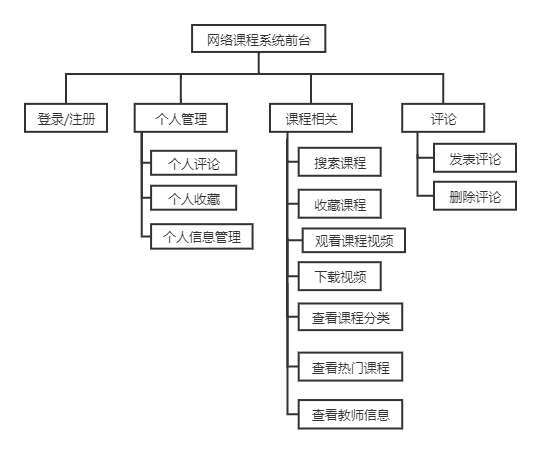 网络课程系统前台
登录/注册
个人管理
课程相关
评论
个人评论
个人收藏
个人信息管理
搜索课程
收藏课程
观看课程视频
下载视频
查看课程分类
查看热门课程
查看教师信息
发表评论
删除评论